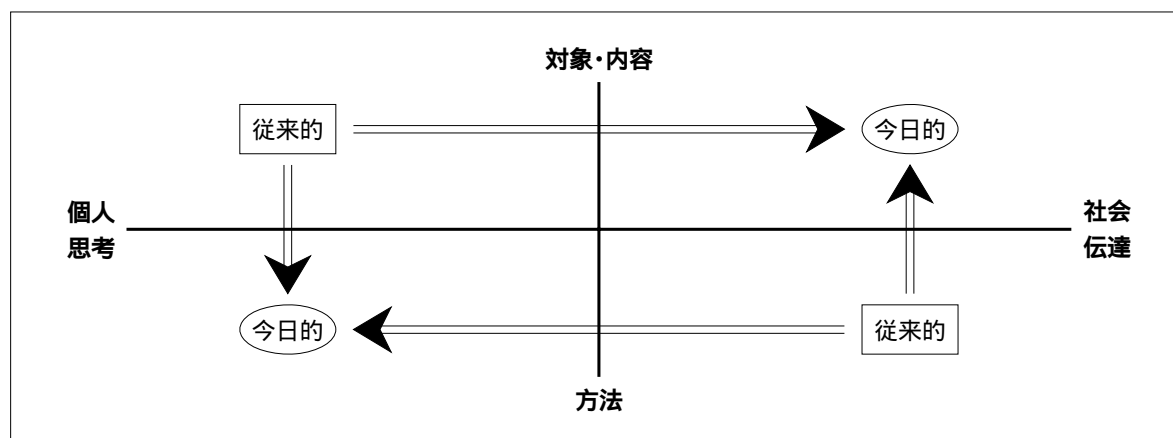 対象・内容
従来的
今日的
個人
思考
社会
伝達
今日的
従来的
方法